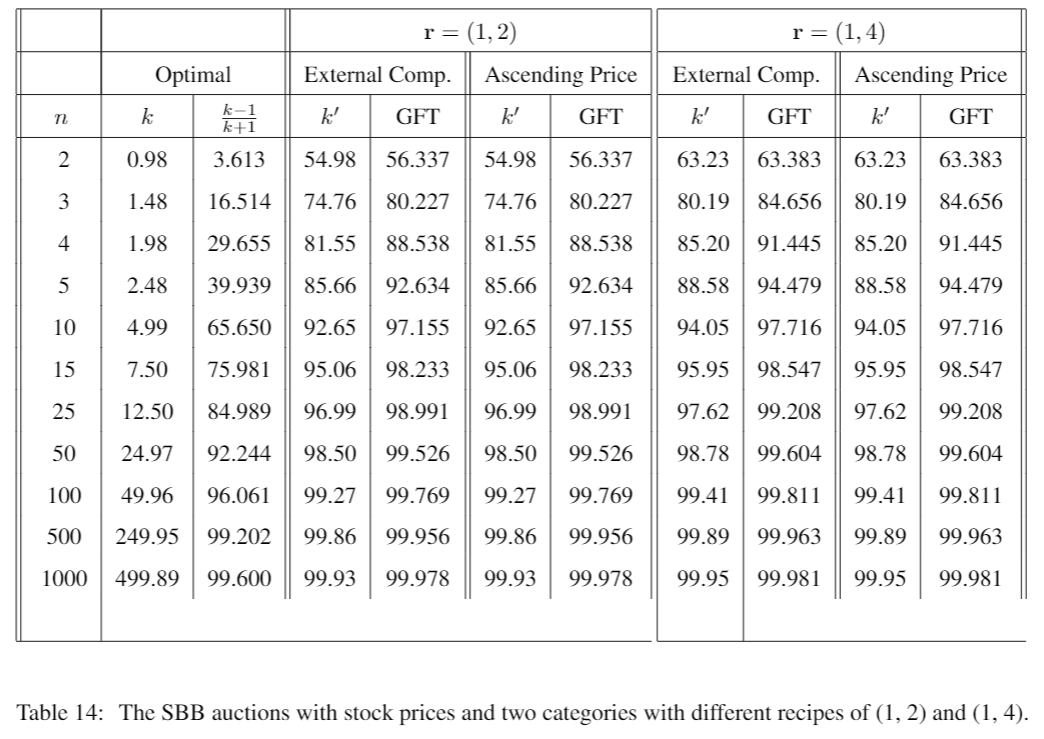 r = (1, 2) r = (1, 4)
Optimal External Comp. Ascending Price External Comp. Ascending Price
n k k−1/k+1 k′ GFT k′ GFT k′ GFT k′ GFT
2 0.98 3.613 54.98 56.337 54.98 56.337 63.23 63.383 63.23 63.383
3 1.48 16.514 74.76 80.227 74.76 80.227 80.19 84.656 80.19 84.656
4 1.98 29.655 81.55 88.538 81.55 88.538 85.20 91.445 85.20 91.445
5 2.48 39.939 85.66 92.634 85.66 92.634 88.58 94.479 88.58 94.479
10 4.99 65.650 92.65 97.155 92.65 97.155 94.05 97.716 94.05 97.716
15 7.50 75.981 95.06 98.233 95.06 98.233 95.95 98.547 95.95 98.547
25 12.50 84.989 96.99 98.991 96.99 98.991 97.62 99.208 97.62 99.208
50 24.97 92.244 98.50 99.526 98.50 99.526 98.78 99.604 98.78 99.604
100 49.96 96.061 99.27 99.769 99.27 99.769 99.41 99.811 99.41 99.811
500 249.95 99.202 99.86 99.956 99.86 99.956 99.89 99.963 99.89 99.963
1000 499.89 99.600 99.93 99.978 99.93 99.978 99.95 99.981 99.95 99.981
Table 14: The SBB auctions with stock prices and two categories with different recipes of (1, 2) and (1, 4).